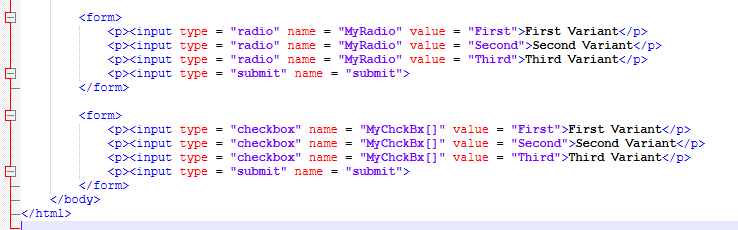 <form>
<p><input type = "radio" name = "MyRadio" value = "First">First Variant</p>
<p><input type = "radio" name = "MyRadio" value = "Second">Second Variant</p>
<p><input type = "radio" name = "MyRadio" value = "Third">Third Variant</p>
<p><input type = "submit" name = "submit">
</form>
<form>
<p><input type = "checkbox" name = "MyChckBx[]" value = "First">First Variant</p>
<p><input type = "checkbox" name = "MyChckBx[]" value = "Second">Second Variant</p>
<p><input type = "checkbox" name = "MyChckBx[]" value = "Third">Third Variant</p>
<p><input type = "submit" name = "submit">
</form>
</body>
</html>